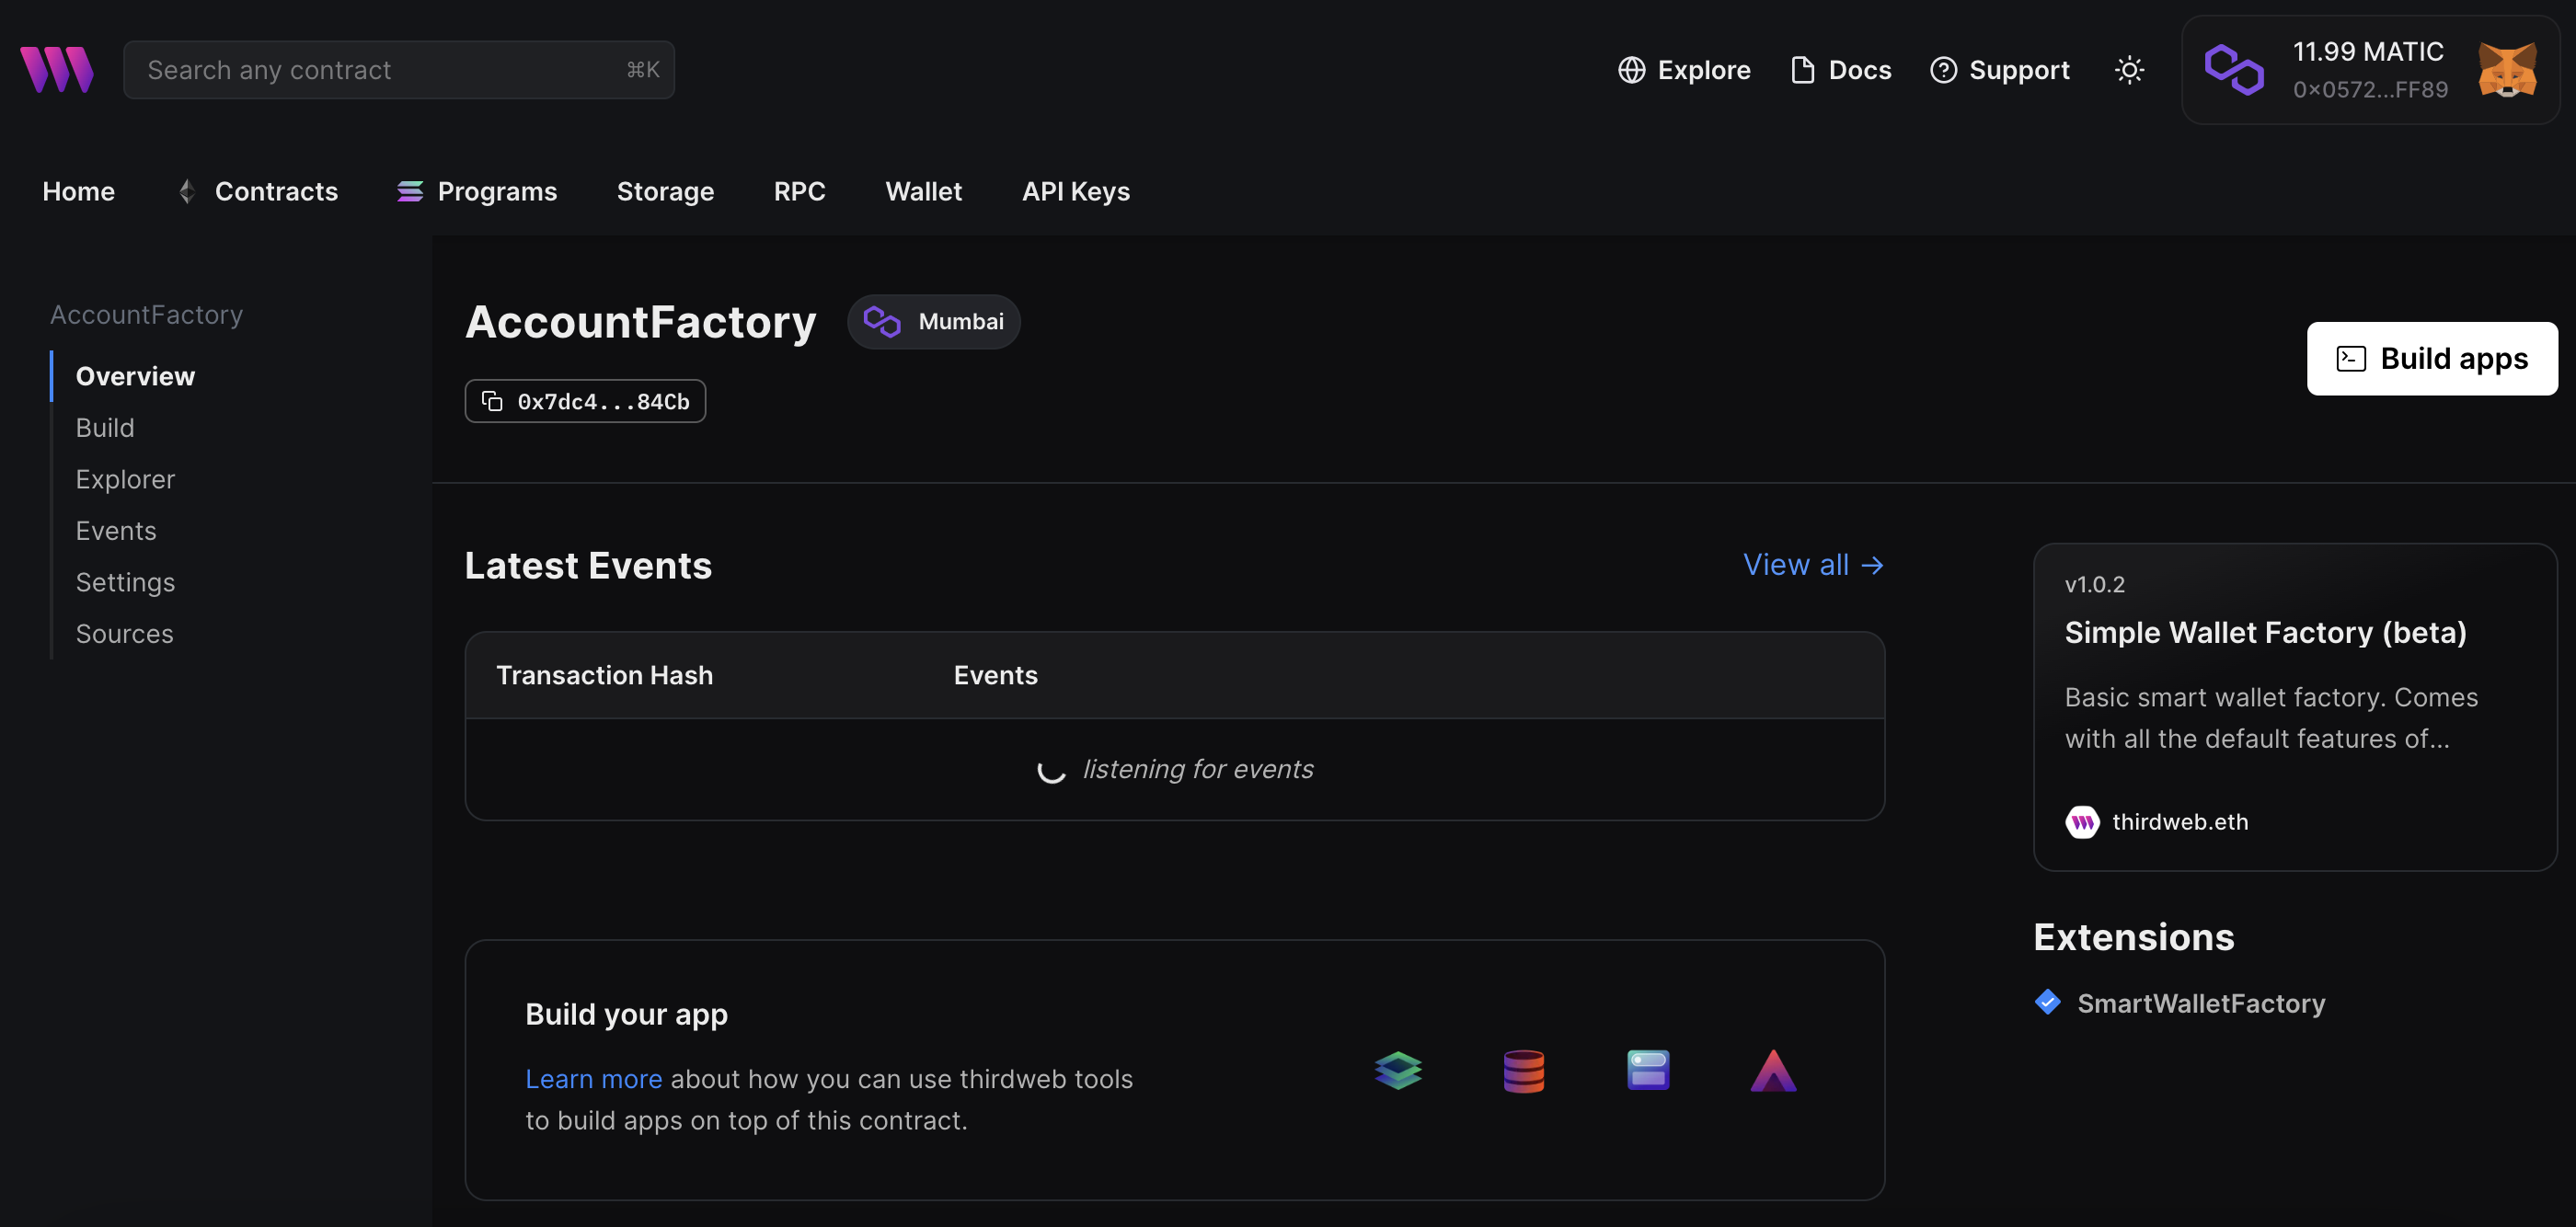 Search any contract
⌘K
Explore
Docs
Support
11.99 MATIC
0x0572...FF89
Home
Contracts
Programs
Storage
RPC
Wallet
API Keys
AccountFactory
Overview
Build
Explorer
Events
Settings
Sources
AccountFactory
Mumbai
0x7dc4...84Cb
Build apps
Latest Events
View all →
Transaction Hash
Events
listening for events
Build your app
Learn more about how you can use thirdweb tools
to build apps on top of this contract.
v1.0.2
Simple Wallet Factory (beta)
Basic smart wallet factory. Comes
with all the default features of...
thirdweb.eth
Extensions
SmartWalletFactory